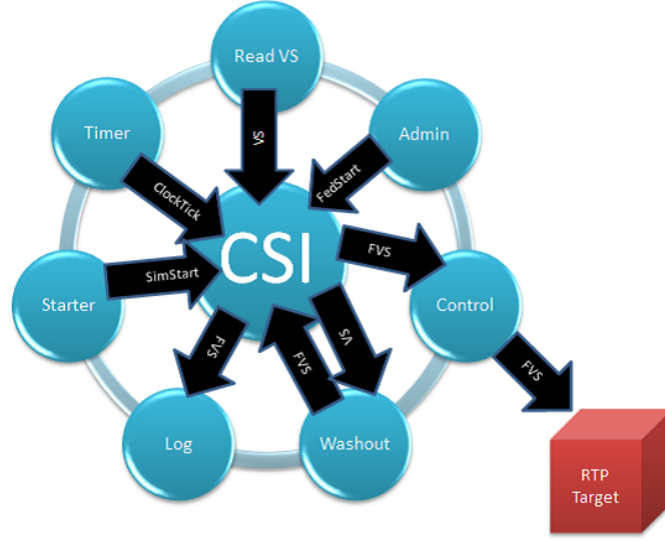 Read VS
Timer
Admin
VS
ClockTick
FedStart
CSI
FVS
SimStart
Starter
Control
FVS
FVS
VS
FVS
Log
Washout
RTP
Target